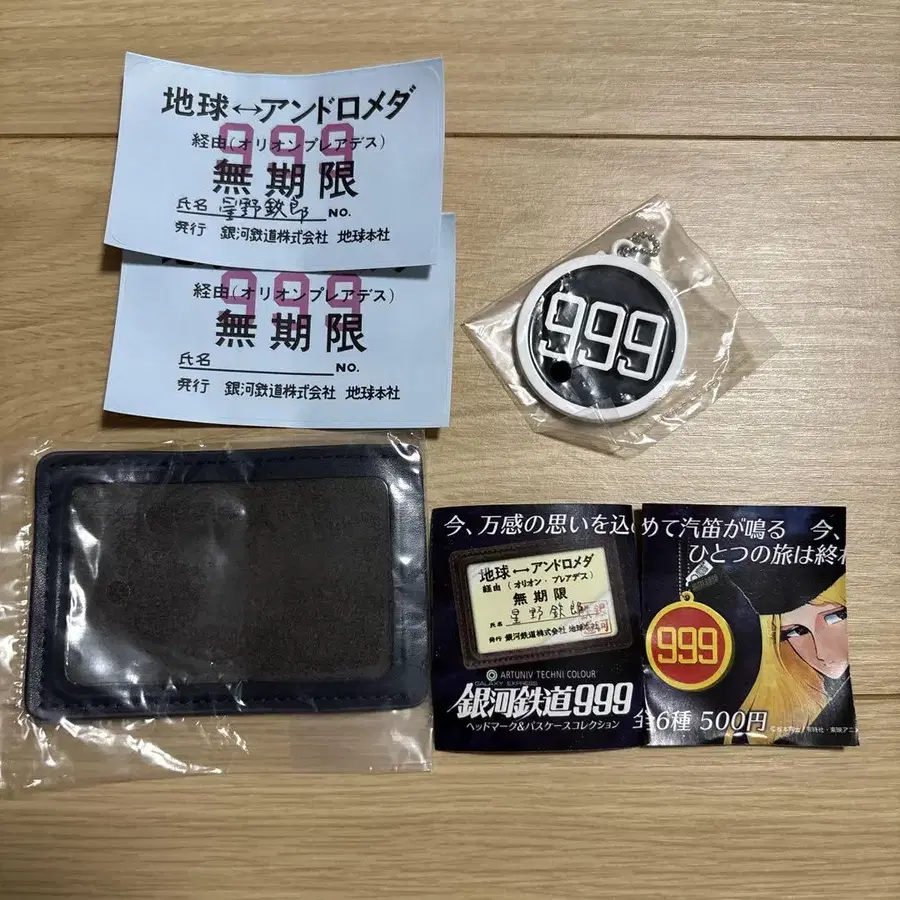 地球↔アンドロメダ
999
経由(オリオンプレアデス)
無期限
氏名 星野鉄郎 NO.
発行 銀河鉄道株式会社 地球本社
999
経由(オリオンプレアデス)
無期限
氏名 NO.
発行 銀河鉄道株式会社 地球本社
999
今、万感の思いを込
地球↔アンドロメダ
経由(オリオン・プレアデス)
無期限
氏名 星野鉄郎
発行 銀河鉄道株式会社 地球本社
ARTUNIV TECHNI COLOUR
GALAXY EXPRESS
銀河鉄道999
ヘッドマーク&パスケースコレクション
めて汽笛が鳴る 今、
ひとつの旅は終わ
999
全6種 500円